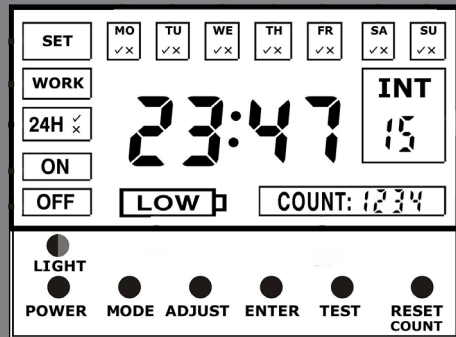 SET
MO TU WE TH FR SA SU
✓× ✓× ✓× ✓× ✓× ✓× ✓×
WORK
24H ✓×
ON
OFF
23:47
INT
15
LOW
COUNT: 1234
LIGHT
POWER MODE ADJUST ENTER TEST RESET
COUNT